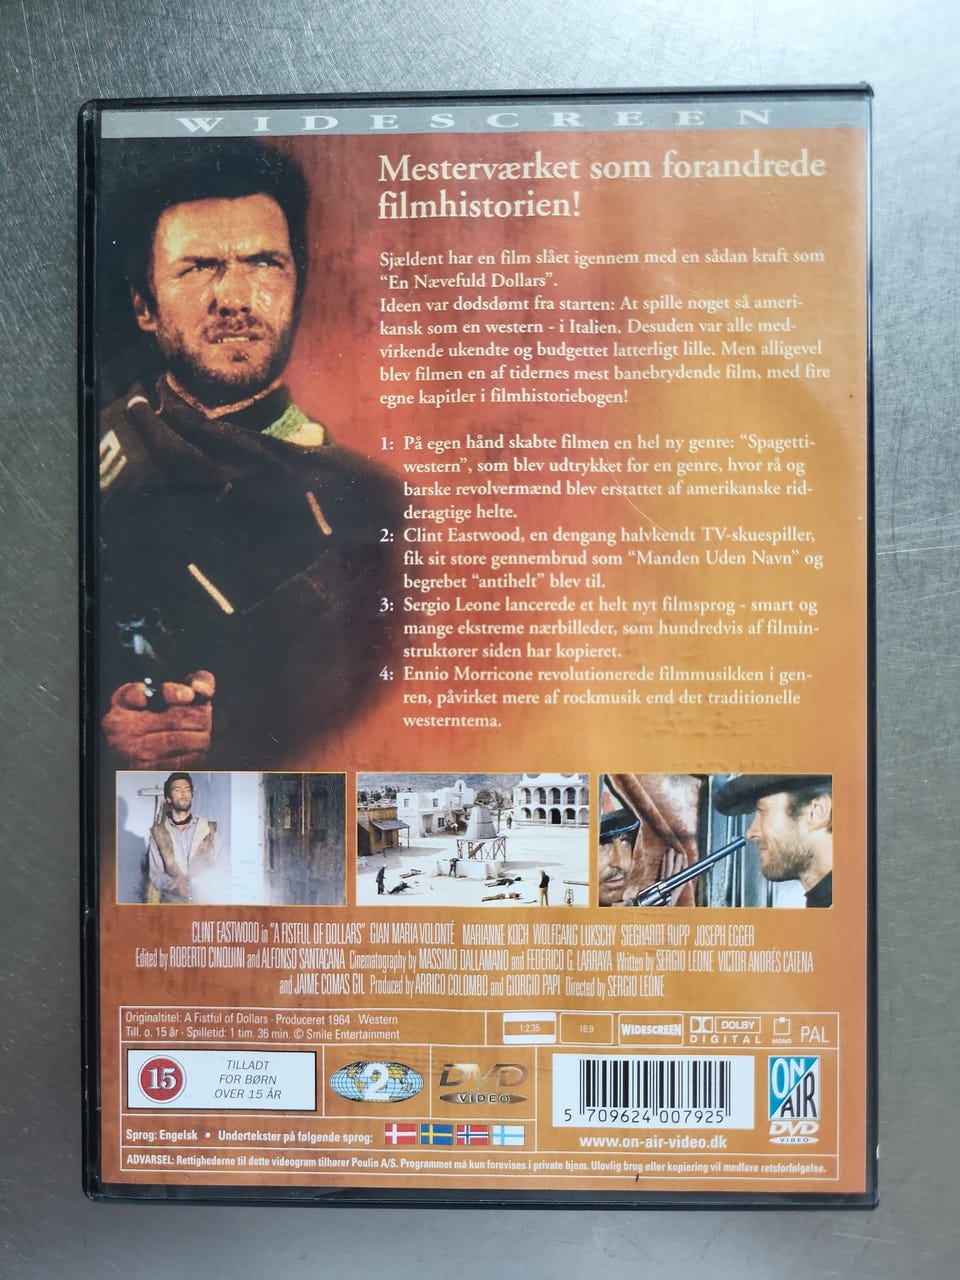 WIDESCREEN
Mesterværket som forandrede
filmhistorien!
Sjældent har en film slået igennem med en sådan kraft som
“En Nævefuld Dollars”.
Ideen var dødsdømt fra starten: At spille noget så ameri-
kansk som en western - i Italien. Desuden var alle med-
virkende ukendte og budgettet latterligt lille. Men alligevel
blev filmen en af tidernes mest banebrydende film, med fire
egne kapitler i filmhistoriebogen!
1: På egen hånd skabte filmen en hel ny genre: “Spagetti-
western”, som blev udtrykket for en genre, hvor rå og
barske revolvermænd blev erstattet af amerikanske rid-
deragtige helte.
2: Clint Eastwood, en dengang halvkendt TV-skuespiller,
fik sit store gennembrud som “Manden Uden Navn” og
begrebet “antihelt” blev til.
3: Sergio Leone lancerede et helt nyt filmsprog - smart og
mange ekstreme nærbilleder, som hundredvis af filmin-
struktører siden har kopieret.
4: Ennio Morricone revolutionerede filmmusikken i gen-
ren, påvirket mere af rockmusik end det traditionelle
westerntema.
CLINT EASTWOOD in "A FISTFUL OF DOLLARS" GIAN MARIA VOLONTÉ MARIANNE KOCH WOLFGANG LUKSCHY SIEGHARDT RUPP JOSEPH EGGER
Edited by ROBERTO CINQUINI and ALFONSO SANTACANA Cinematography by MASSIMO DALLAMANO and FEDERICO G. LARRAYA Written by SERGIO LEONE VICTOR ANDRÉS CATENA
and JAIME COMAS GIL Produced by ARRIGO COLOMBO and GIORGIO PAPI Directed by SERGIO LEONE
Originaltitel: A Fistful of Dollars · Produceret 1964 · Western
Till. o. 15 år · Spilletid: 1 tim. 36 min. © Smile Entertainment
1:2.35
16:9
WIDESCREEN
DOLBY
DIGITAL
MONO
PAL
15
TILLADT
FOR BØRN
OVER 15 ÅR
2
DVD
VIDEO
5 709624 007925
www.on-air-video.dk
ON
AIR
DVD
VIDEO
Sprog: Engelsk • Undertekster på følgende sprog:
ADVARSEL: Rettighederne til dette videogram tilhører Poulin A/S. Programmet må kun forevises i private hjem. Ulovlig brug eller kopiering vil medføre retsforfølgelse.